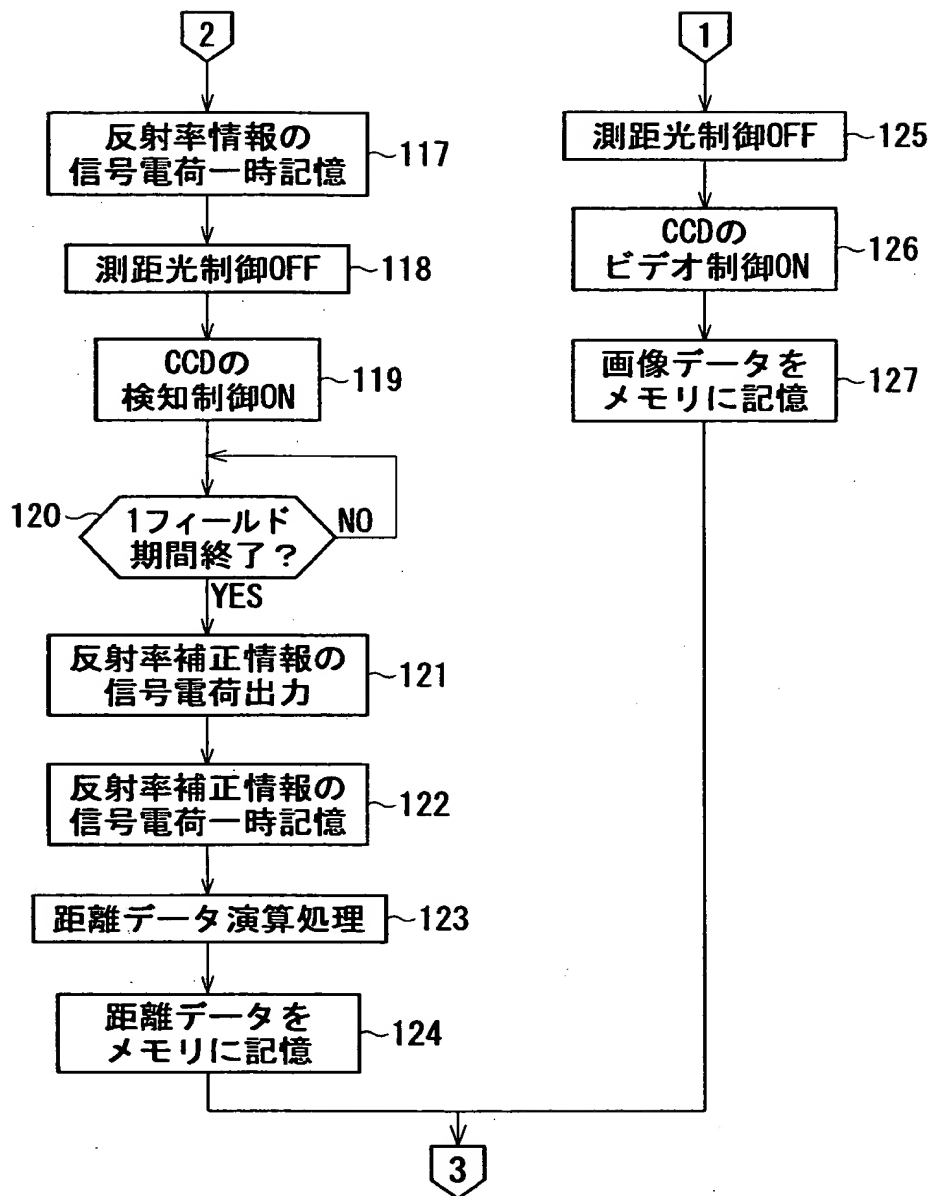 2
反射率情報の
信号電荷一時記憶
117
測距光制御OFF
118
CCDの
検知制御ON
119
120
1フィールド
期間終了?
NO
YES
反射率補正情報の
信号電荷出力
121
反射率補正情報の
信号電荷一時記憶
122
距離データ演算処理
123
距離データを
メモリに記憶
124
1
測距光制御OFF
125
CCDの
ビデオ制御ON
126
画像データを
メモリに記憶
127
3